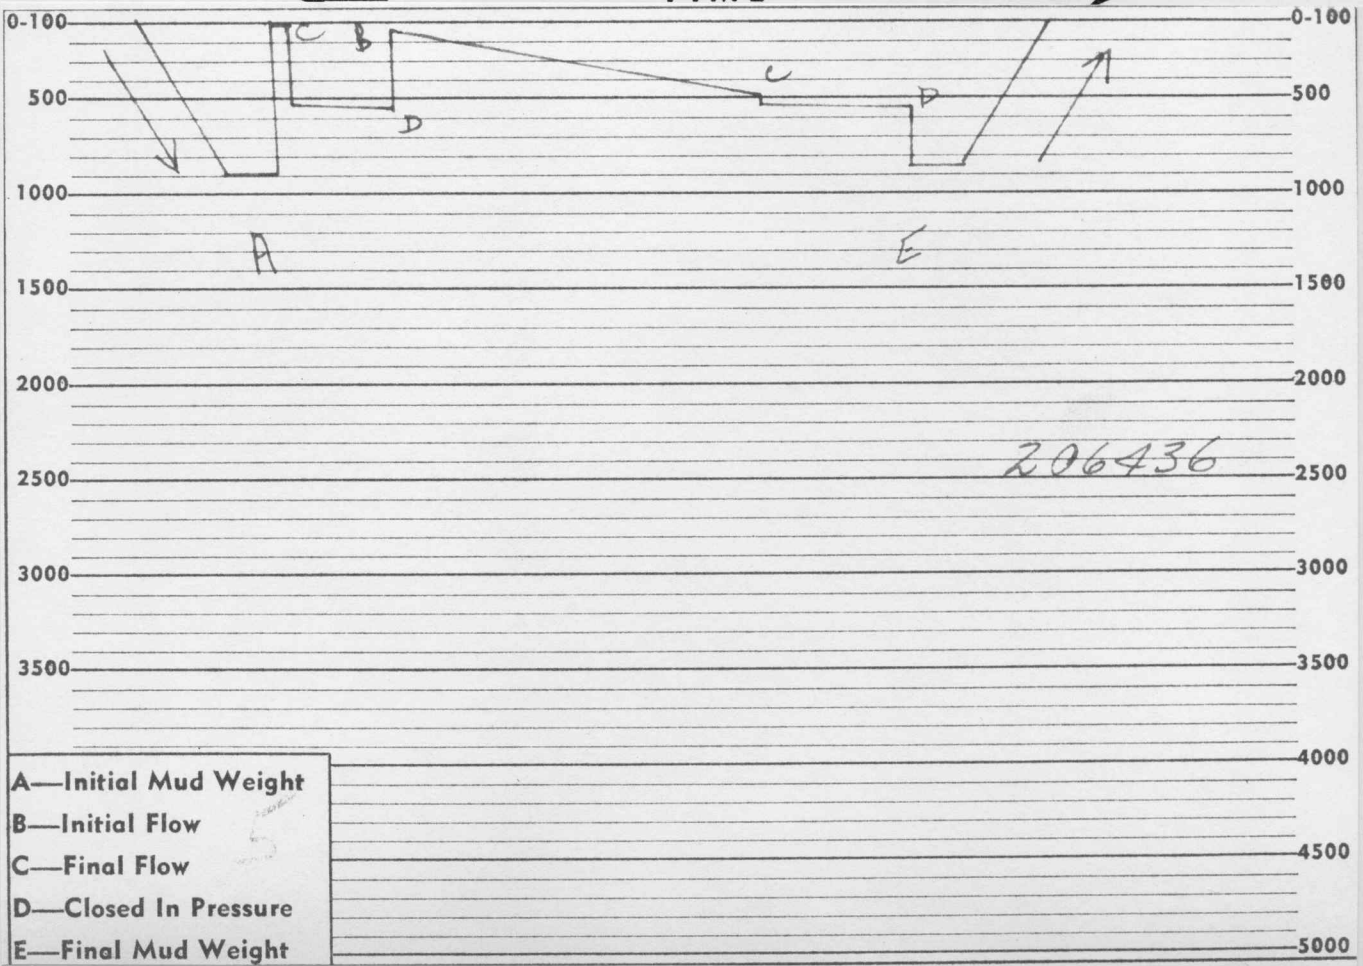 0-100 C B 0-100
C
500 D D 500
1000 1000
A E
1500 1500
2000 2000
206436
2500 2500
3000 3000
3500 3500
4000
A—Initial Mud Weight
B—Initial Flow
C—Final Flow 4500
D—Closed In Pressure
E—Final Mud Weight 5000